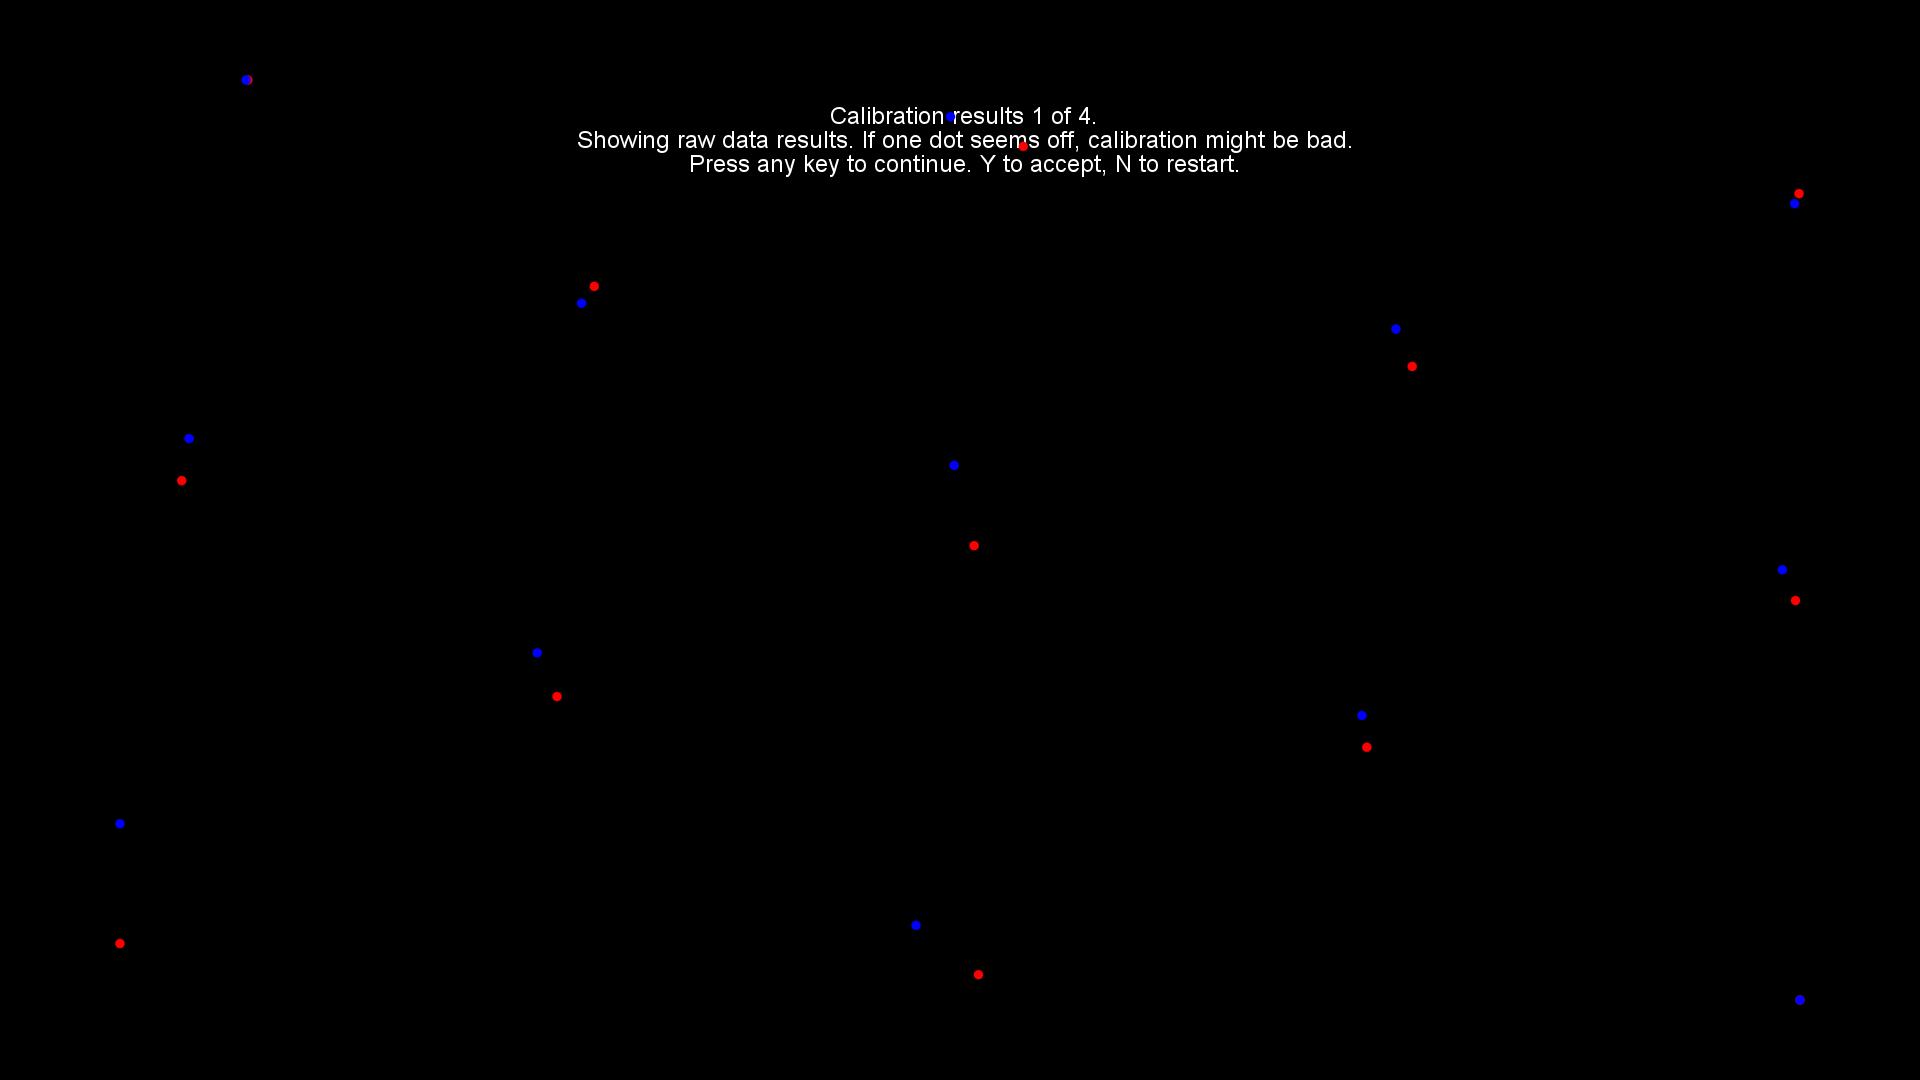 Calibration results 1 of 4.
Showing raw data results. If one dot seems off, calibration might be bad.
Press any key to continue. Y to accept, N to restart.